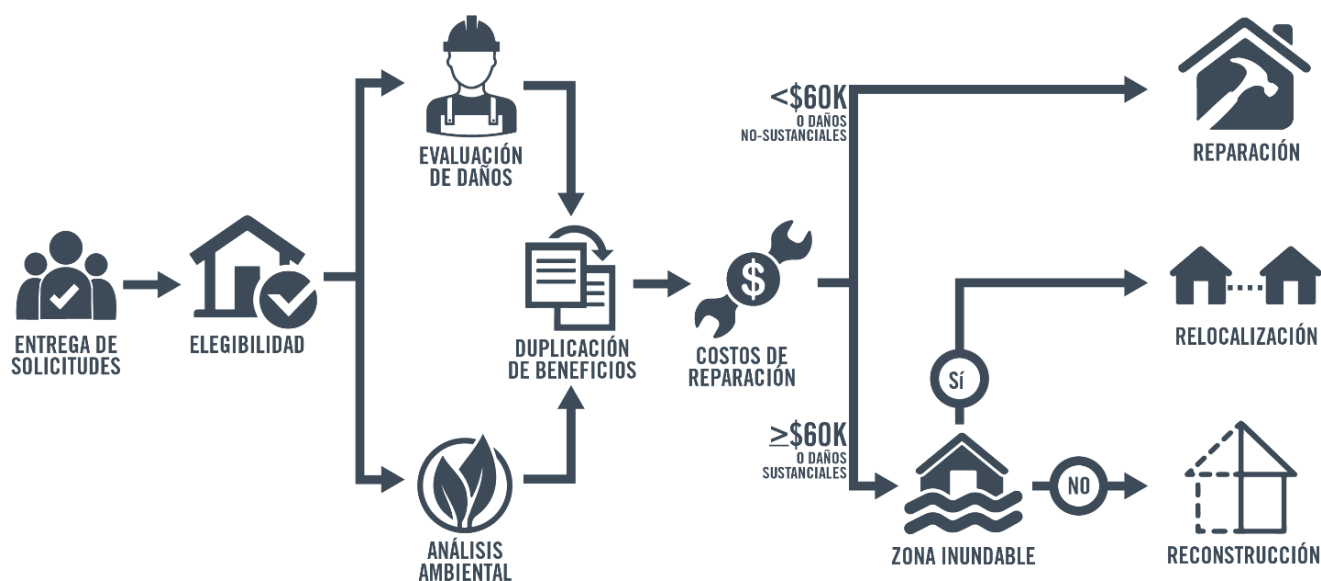 ENTREGA DE
SOLICITUDES
ELEGIBILIDAD
EVALUACIÓN
DE DAÑOS
ANÁLISIS
AMBIENTAL
DUPLICACIÓN
DE BENEFICIOS
$
COSTOS DE
REPARACIÓN
<$60K
O DAÑOS
NO-SUSTANCIALES
REPARACIÓN
≥$60K
O DAÑOS
SUSTANCIALES
ZONA INUNDABLE
Sí
RELOCALIZACIÓN
NO
RECONSTRUCCIÓN